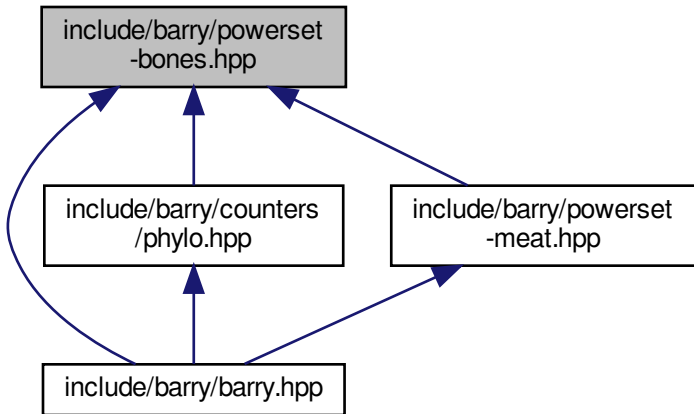 include/barry/powerset
-bones.hpp
include/barry/counters
/phylo.hpp
include/barry/powerset
-meat.hpp
include/barry/barry.hpp